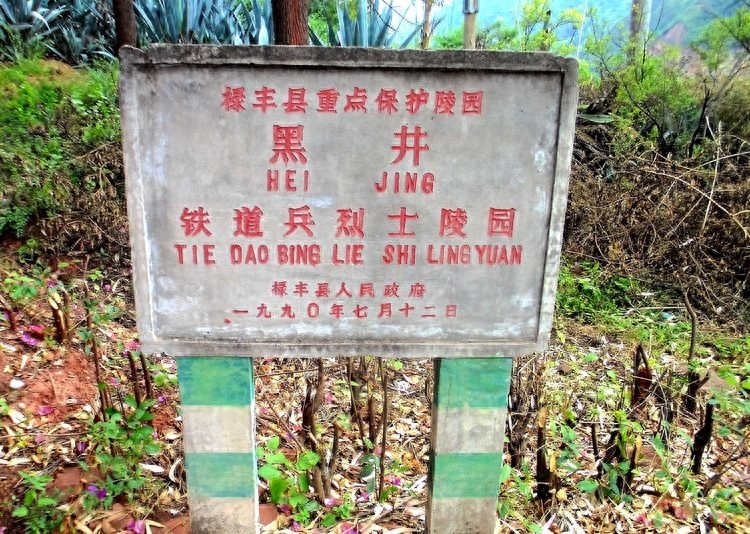 禄丰县重点保护陵园
黑井
HEI JING
铁道兵烈士陵园
TIE DAO BING LIE SHI LING YUAN
禄丰县人民政府
一九九〇年七月十二日